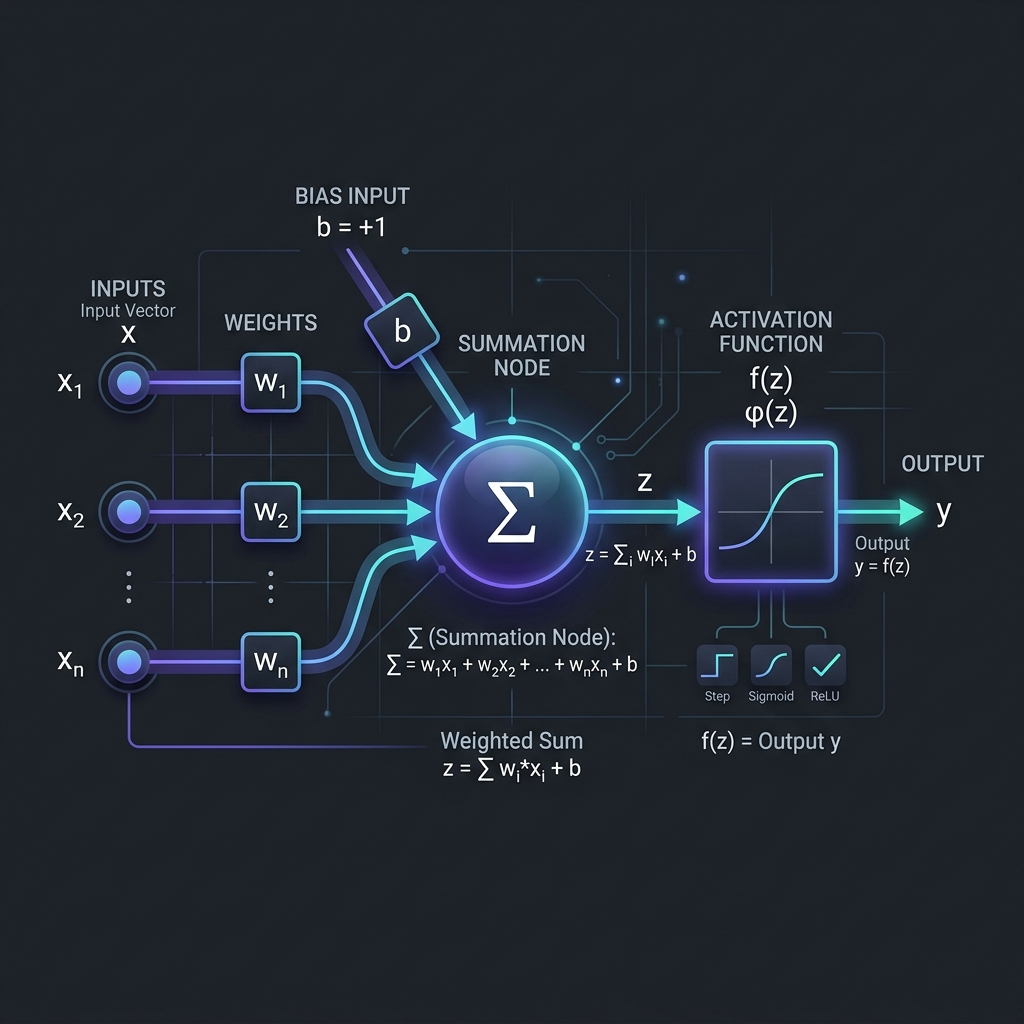 BIAS INPUT
b = +1
INPUTS
Input Vector
x
WEIGHTS
b
SUMMATION
NODE
ACTIVATION
FUNCTION
f(z)
φ(z)
x₁
w₁
x₂
w₂
⋮ ⋮
xₙ
wₙ
Σ
z
z = ∑ᵢ wᵢxᵢ + b
OUTPUT
y
Output
y = f(z)
∑ (Summation Node):
∑ = w₁x₁ + w₂x₂ + ... + wₙxₙ + b
Step Sigmoid ReLU
Weighted Sum
z = ∑ wᵢ*xᵢ + b
f(z) = Output y